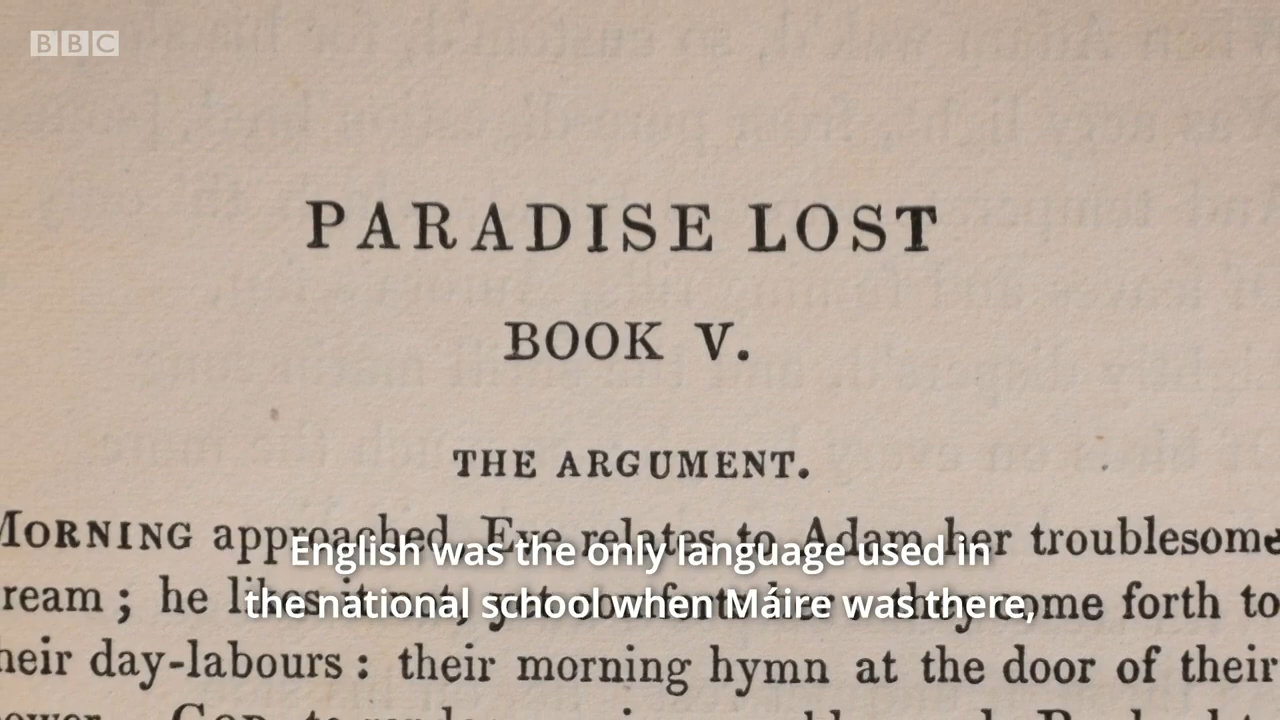 BBC
PARADISE LOST
BOOK V.
THE ARGUMENT.
MORNING approached, Eve relates to Adam her troublesome
English was the only language used in
ream ; he likes it not, yet comforts her : they come forth to
the national school when Máire was there,
heir day-labours : their morning hymn at the door of their